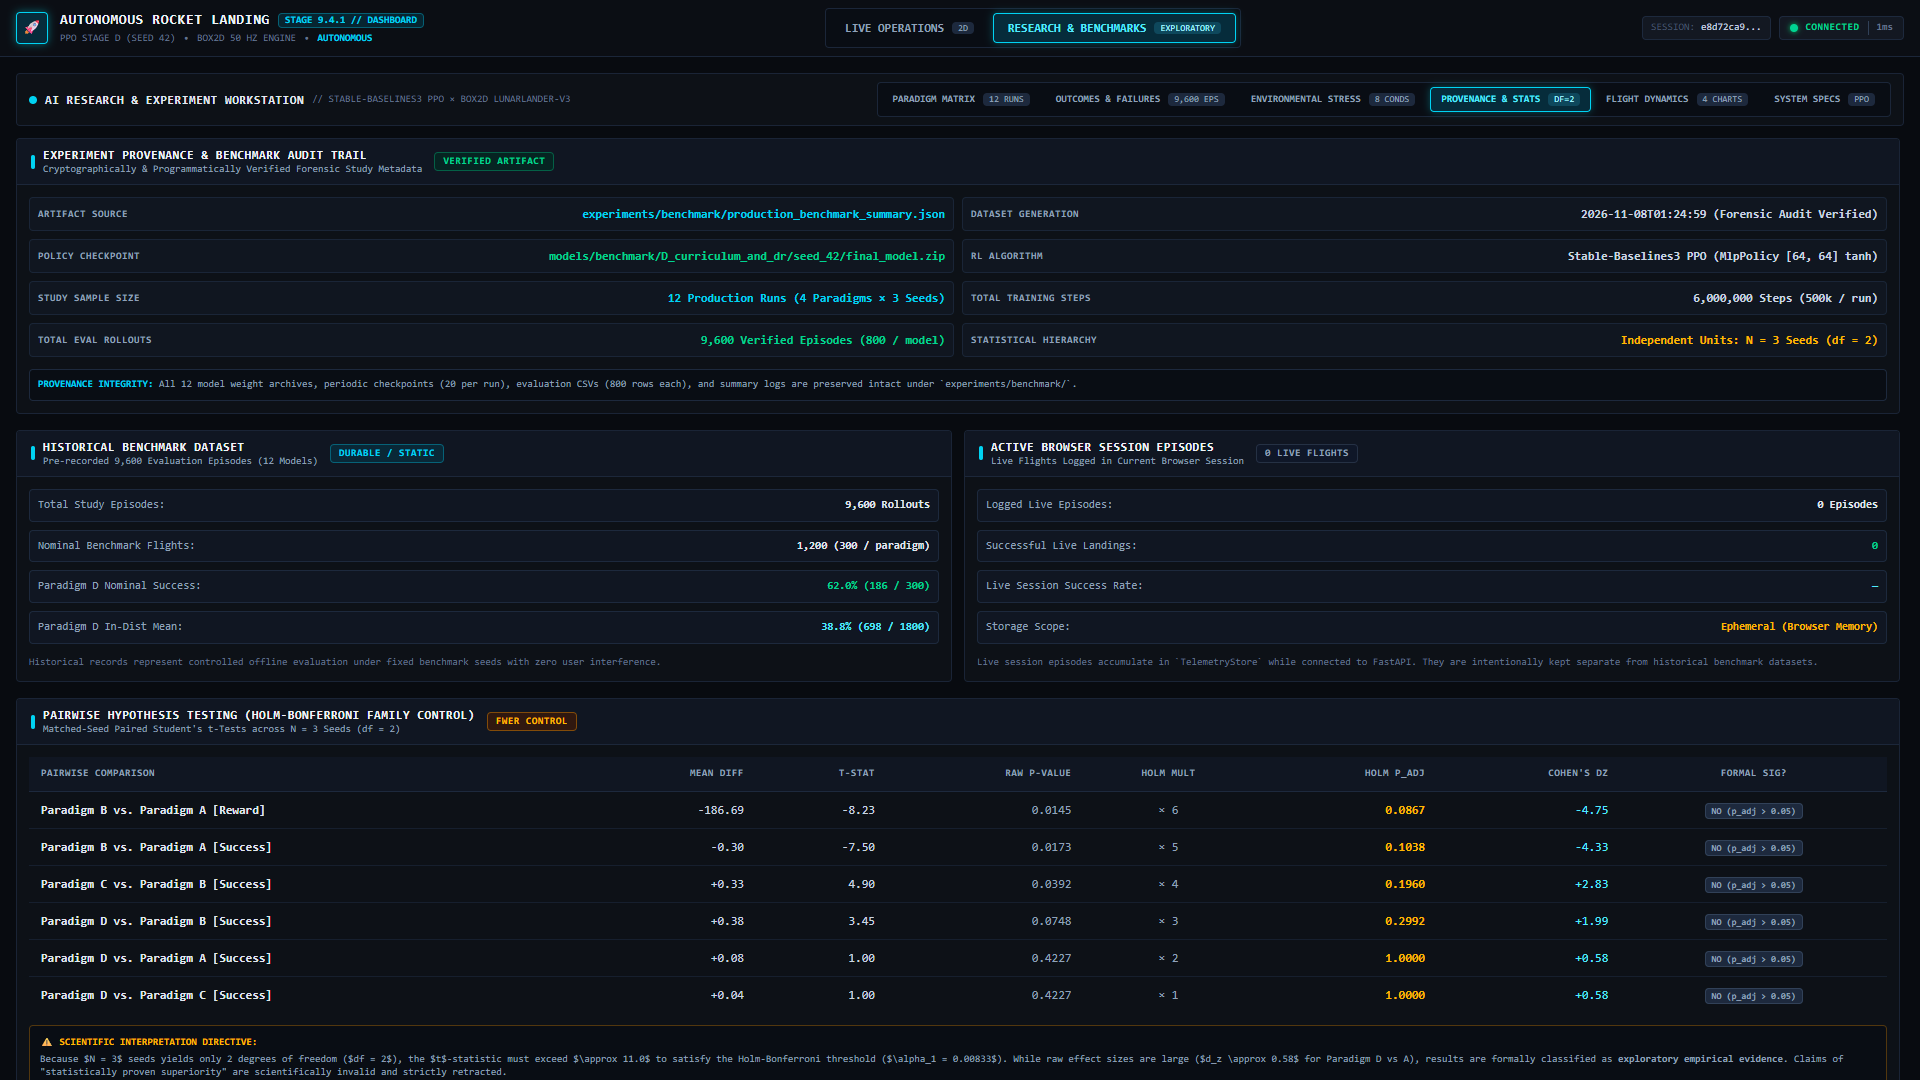 AUTONOMOUS ROCKET LANDING STAGE 9.4.1 // DASHBOARD
PPO STAGE D (SEED 42) • BOX2D 50 HZ ENGINE • AUTONOMOUS
LIVE OPERATIONS 2D
RESEARCH & BENCHMARKS EXPLORATORY
SESSION: e8d72ca9...
CONNECTED 1ms
AI RESEARCH & EXPERIMENT WORKSTATION // STABLE-BASELINES3 PPO × BOX2D LUNARLANDER-V3
PARADIGM MATRIX 12 RUNS
OUTCOMES & FAILURES 9,600 EPS
ENVIRONMENTAL STRESS 8 CONDS
PROVENANCE & STATS DF=2
FLIGHT DYNAMICS 4 CHARTS
SYSTEM SPECS PPO
EXPERIMENT PROVENANCE & BENCHMARK AUDIT TRAIL
Cryptographically & Programmatically Verified Forensic Study Metadata
VERIFIED ARTIFACT
ARTIFACT SOURCE experiments/benchmark/production_benchmark_summary.json
DATASET GENERATION 2026-11-08T01:24:59 (Forensic Audit Verified)
POLICY CHECKPOINT models/benchmark/D_curriculum_and_dr/seed_42/final_model.zip
RL ALGORITHM Stable-Baselines3 PPO (MlpPolicy [64, 64] tanh)
STUDY SAMPLE SIZE 12 Production Runs (4 Paradigms × 3 Seeds)
TOTAL TRAINING STEPS 6,000,000 Steps (500k / run)
TOTAL EVAL ROLLOUTS 9,600 Verified Episodes (800 / model)
STATISTICAL HIERARCHY Independent Units: N = 3 Seeds (df = 2)
PROVENANCE INTEGRITY: All 12 model weight archives, periodic checkpoints (20 per run), evaluation CSVs (800 rows each), and summary logs are preserved intact under `experiments/benchmark/`.
HISTORICAL BENCHMARK DATASET
Pre-recorded 9,600 Evaluation Episodes (12 Models)
DURABLE / STATIC
Total Study Episodes: 9,600 Rollouts
Nominal Benchmark Flights: 1,200 (300 / paradigm)
Paradigm D Nominal Success: 62.0% (186 / 300)
Paradigm D In-Dist Mean: 38.8% (698 / 1800)
Historical records represent controlled offline evaluation under fixed benchmark seeds with zero user interference.
ACTIVE BROWSER SESSION EPISODES
Live Flights Logged in Current Browser Session
0 LIVE FLIGHTS
Logged Live Episodes: 0 Episodes
Successful Live Landings: 0
Live Session Success Rate: —
Storage Scope: Ephemeral (Browser Memory)
Live session episodes accumulate in `TelemetryStore` while connected to FastAPI. They are intentionally kept separate from historical benchmark datasets.
PAIRWISE HYPOTHESIS TESTING (HOLM-BONFERRONI FAMILY CONTROL)
Matched-Seed Paired Student's t-Tests across N = 3 Seeds (df = 2)
FWER CONTROL
PAIRWISE COMPARISON MEAN DIFF T-STAT RAW P-VALUE HOLM MULT HOLM P_ADJ COHEN'S DZ FORMAL SIG?
Paradigm B vs. Paradigm A [Reward] -186.69 -8.23 0.0145 × 6 0.0867 -4.75 NO (p_adj > 0.05)
Paradigm B vs. Paradigm A [Success] -0.30 -7.50 0.0173 × 5 0.1038 -4.33 NO (p_adj > 0.05)
Paradigm C vs. Paradigm B [Success] +0.33 4.90 0.0392 × 4 0.1960 +2.83 NO (p_adj > 0.05)
Paradigm D vs. Paradigm B [Success] +0.38 3.45 0.0748 × 3 0.2992 +1.99 NO (p_adj > 0.05)
Paradigm D vs. Paradigm A [Success] +0.08 1.00 0.4227 × 2 1.0000 +0.58 NO (p_adj > 0.05)
Paradigm D vs. Paradigm C [Success] +0.04 1.00 0.4227 × 1 1.0000 +0.58 NO (p_adj > 0.05)
SCIENTIFIC INTERPRETATION DIRECTIVE:
Because $N = 3$ seeds yields only 2 degrees of freedom ($df = 2$), the $t$-statistic must exceed $\approx 11.0$ to satisfy the Holm-Bonferroni threshold ($\alpha_1 = 0.00833$). While raw effect sizes are large ($d_z \approx 0.58$ for Paradigm D vs A), results are formally classified as exploratory empirical evidence. Claims of
"statistically proven superiority" are scientifically invalid and strictly retracted.